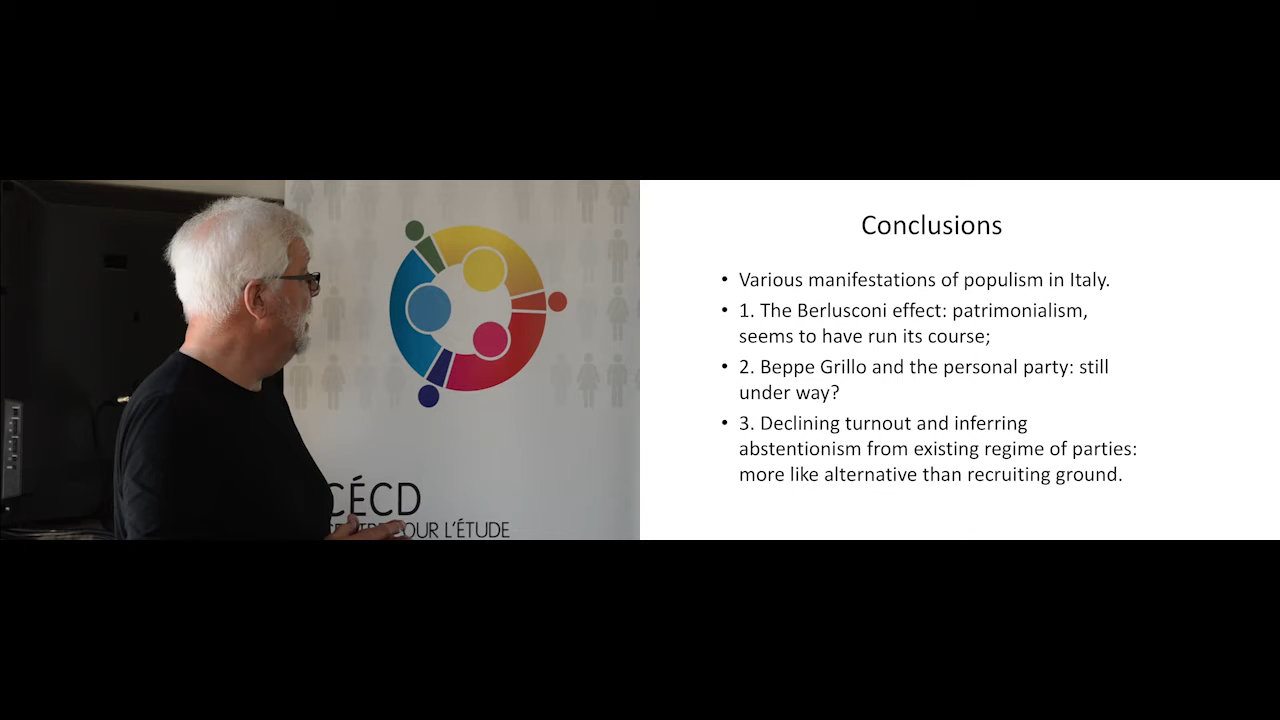 CÉCD
POUR L'ÉTUDE
Conclusions
• Various manifestations of populism in Italy.
• 1. The Berlusconi effect: patrimonialism,
seems to have run its course;
• 2. Beppe Grillo and the personal party: still
under way?
• 3. Declining turnout and inferring
abstentionism from existing regime of parties:
more like alternative than recruiting ground.